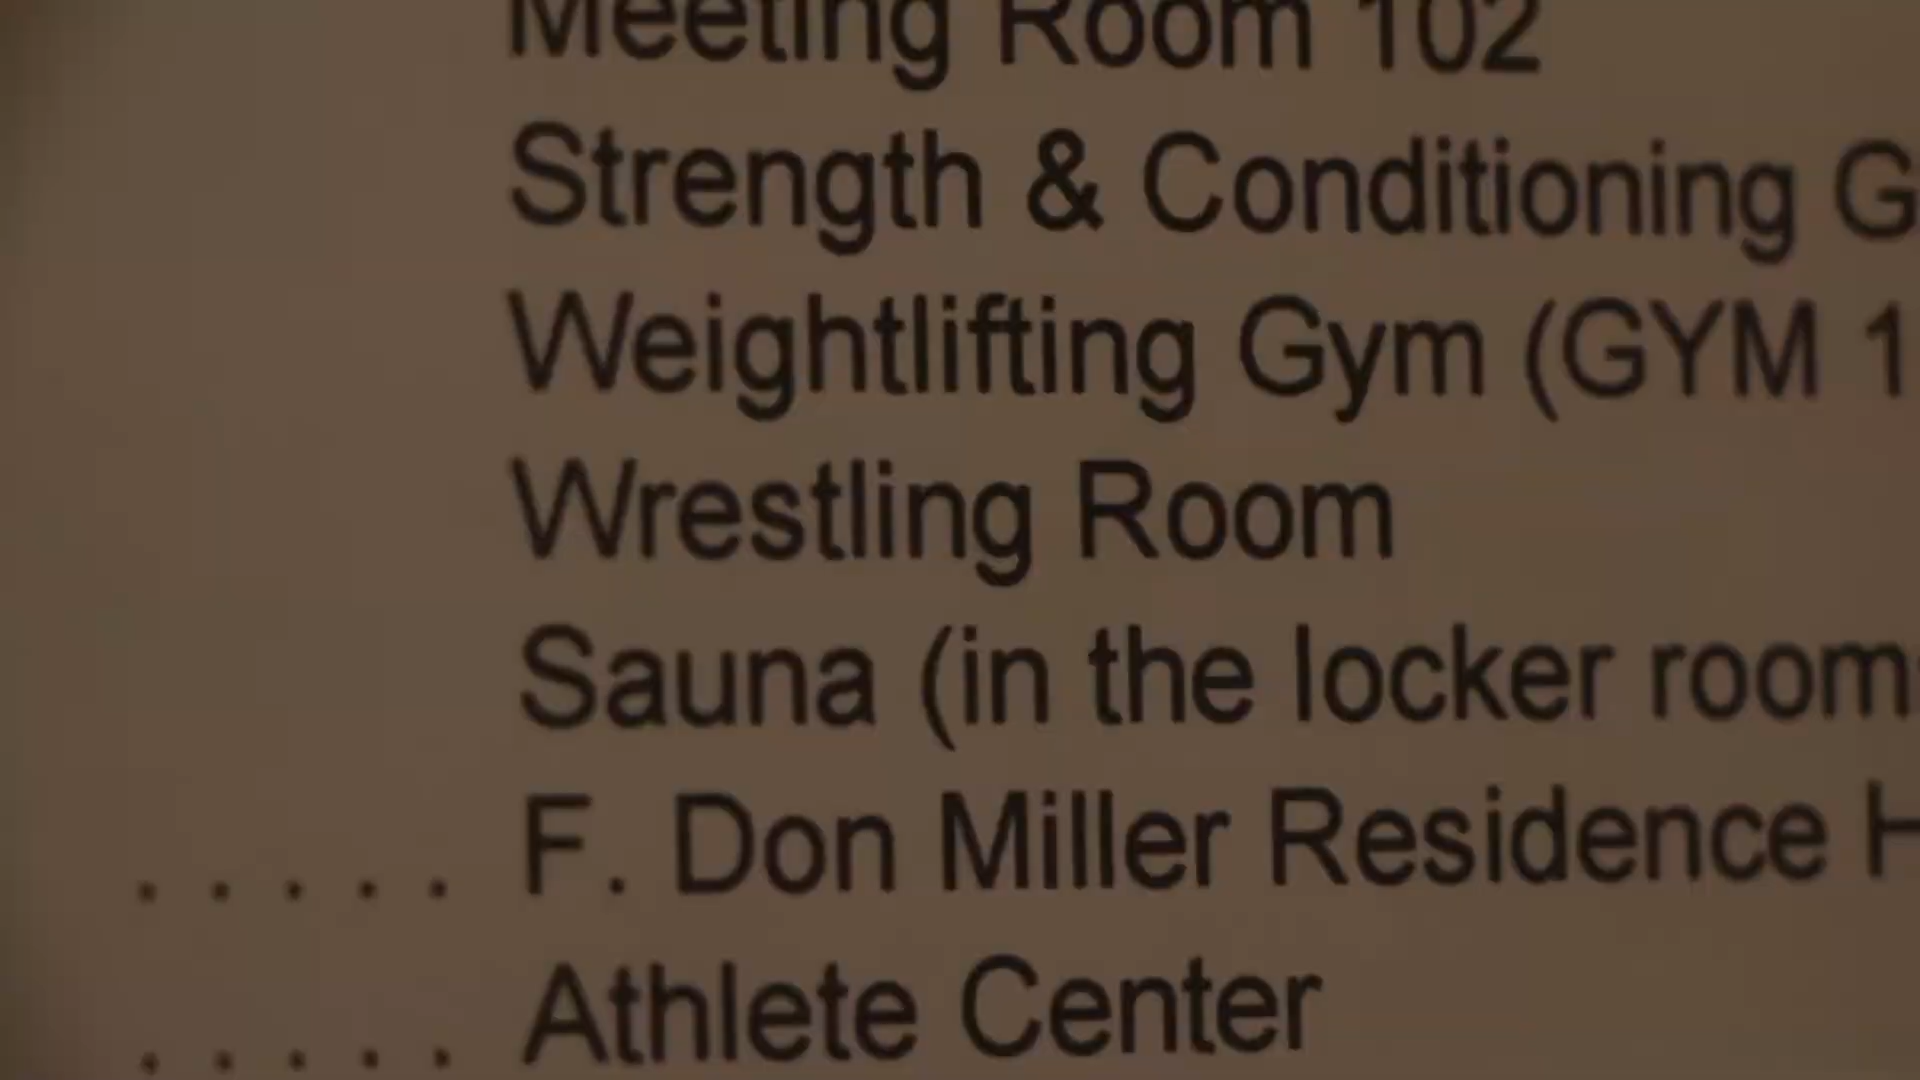 Meeting Room 102
Strength & Conditioning G
Weightlifting Gym (GYM 1
Wrestling Room
Sauna (in the locker room
. . . . . F. Don Miller Residence H
. . . . . Athlete Center